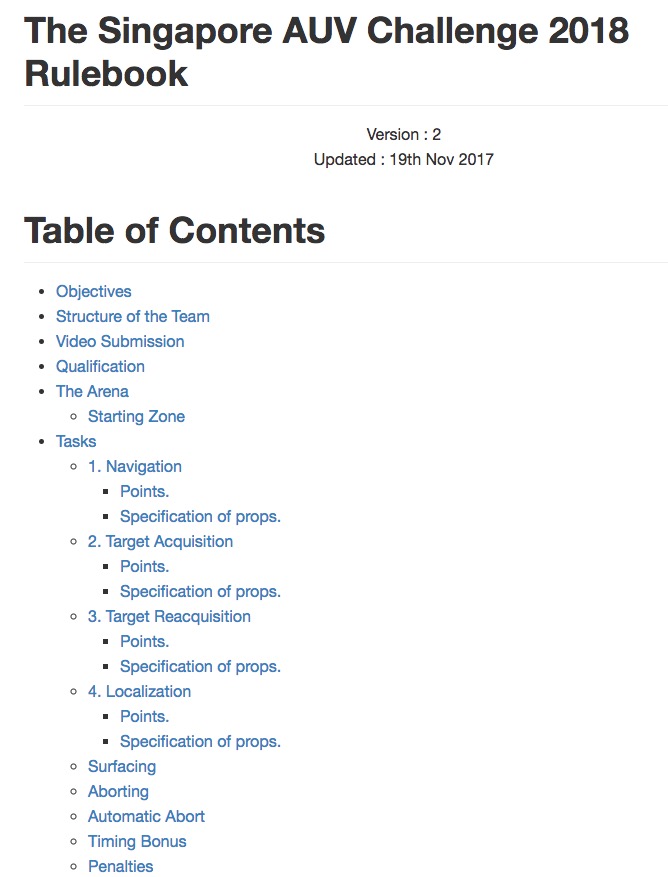 The Singapore AUV Challenge 2018
Rulebook
Version : 2
Updated : 19th Nov 2017
Table of Contents
Objectives
Structure of the Team
Video Submission
Qualification
The Arena
Starting Zone
Tasks
1. Navigation
Points.
Specification of props.
2. Target Acquisition
Points.
Specification of props.
3. Target Reacquisition
Points.
Specification of props.
4. Localization
Points.
Specification of props.
Surfacing
Aborting
Automatic Abort
Timing Bonus
Penalties